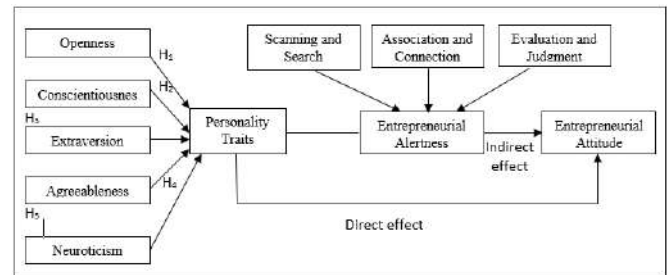 Openness
Scanning and
Search
Association and
Connection
Evaluation and
Judgment
H₁
Conscientiousnes
H₂
H₃
Personality
Traits
Entrepreneurial
Alertness
Entrepreneurial
Attitude
Extraversion
Indirect
effect
Agreeableness
H₄
H₅
Direct effect
Neuroticism